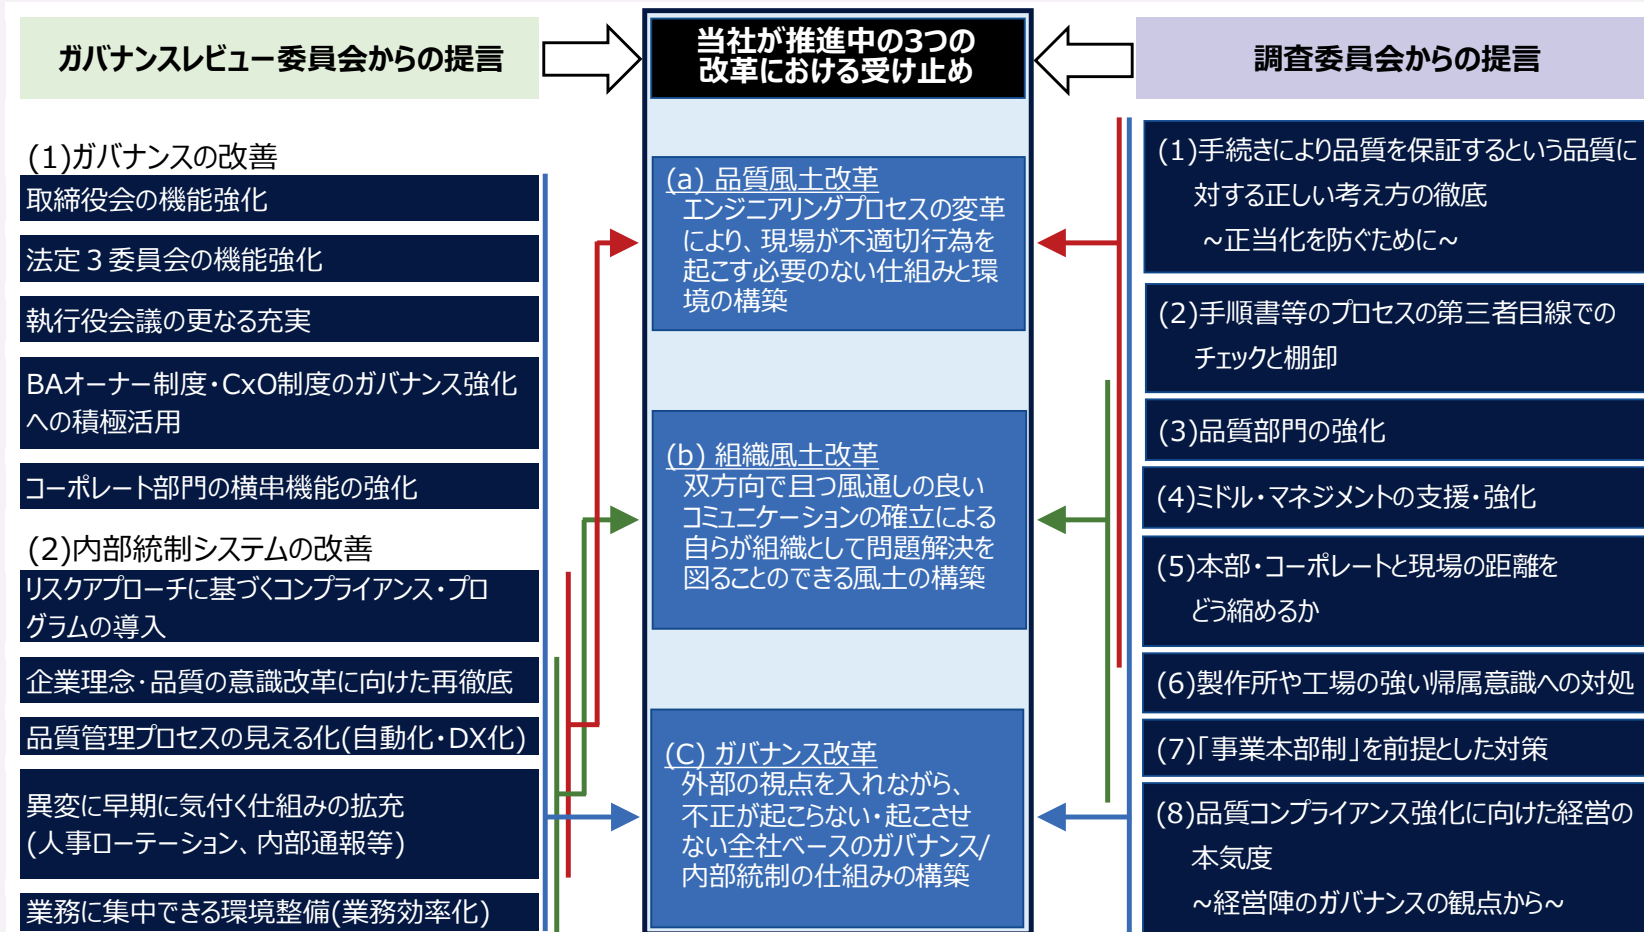 ガバナンスレビュー委員会からの提言
(1)ガバナンスの改善
取締役会の機能強化
法定３委員会の機能強化
執行役会議の更なる充実
BAオーナー制度・CxO制度のガバナンス強化
への積極活用
コーポレート部門の横串機能の強化
(2)内部統制システムの改善
リスクアプローチに基づくコンプライアンス・プロ
グラムの導入
企業理念・品質の意識改革に向けた再徹底
品質管理プロセスの見える化(自動化・DX化)
異変に早期に気付く仕組みの拡充
(人事ローテーション、内部通報等)
業務に集中できる環境整備(業務効率化)
当社が推進中の3つの
改革における受け止め
(a) 品質風土改革
エンジニアリングプロセスの変革
により、現場が不適切行為を
起こす必要のない仕組みと環
境の構築
(b) 組織風土改革
双方向で且つ風通しの良い
コミュニケーションの確立による
自らが組織として問題解決を
図ることのできる風土の構築
(C) ガバナンス改革
外部の視点を入れながら、
不正が起こらない・起こさせ
ない全社ベースのガバナンス/
内部統制の仕組みの構築
調査委員会からの提言
(1)手続きにより品質を保証するという品質に
対する正しい考え方の徹底
~正当化を防ぐために~
(2)手順書等のプロセスの第三者目線での
チェックと棚卸
(3)品質部門の強化
(4)ミドル・マネジメントの支援・強化
(5)本部・コーポレートと現場の距離を
どう縮めるか
(6)製作所や工場の強い帰属意識への対処
(7)「事業本部制」を前提とした対策
(8)品質コンプライアンス強化に向けた経営の
本気度
~経営陣のガバナンスの観点から~